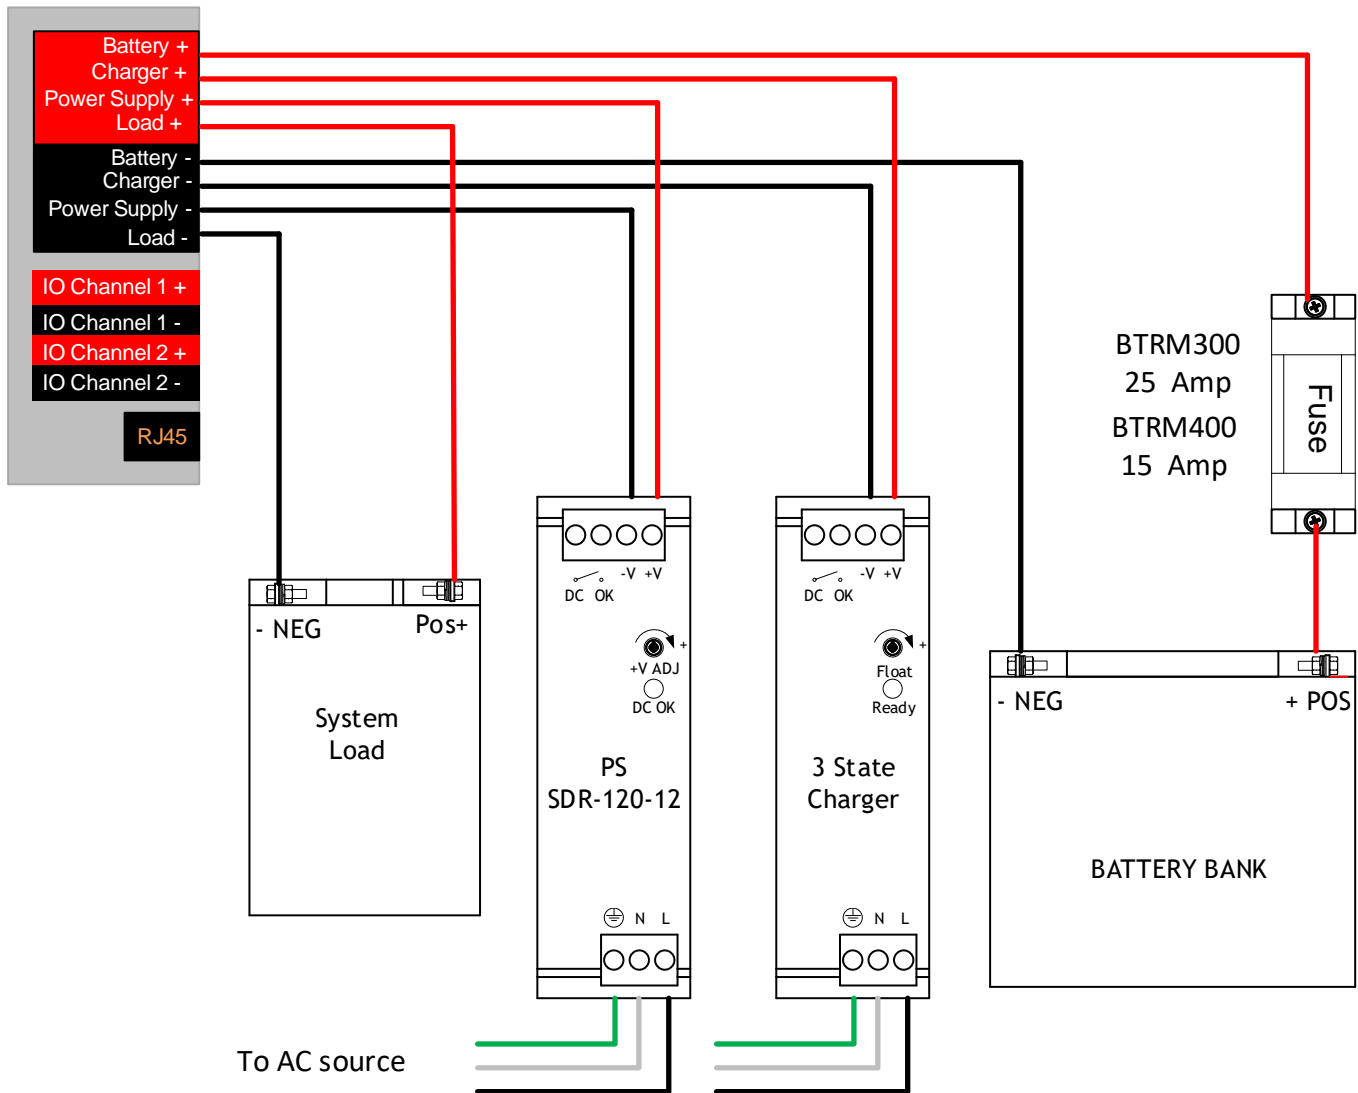 Battery +
Charger +
Power Supply +
Load +
Battery -
Charger -
Power Supply -
Load -
IO Channel 1 +
IO Channel 1 -
IO Channel 2 +
IO Channel 2 -
RJ45
BTRM300
25 Amp
BTRM400
15 Amp
Fuse
- NEG
Pos+
System
Load
-V +V
DC OK
+
+V ADJ
DC OK
PS
SDR-120-12
N L
-V +V
DC OK
+
Float
Ready
3 State
Charger
N L
- NEG
+ POS
BATTERY BANK
To AC source